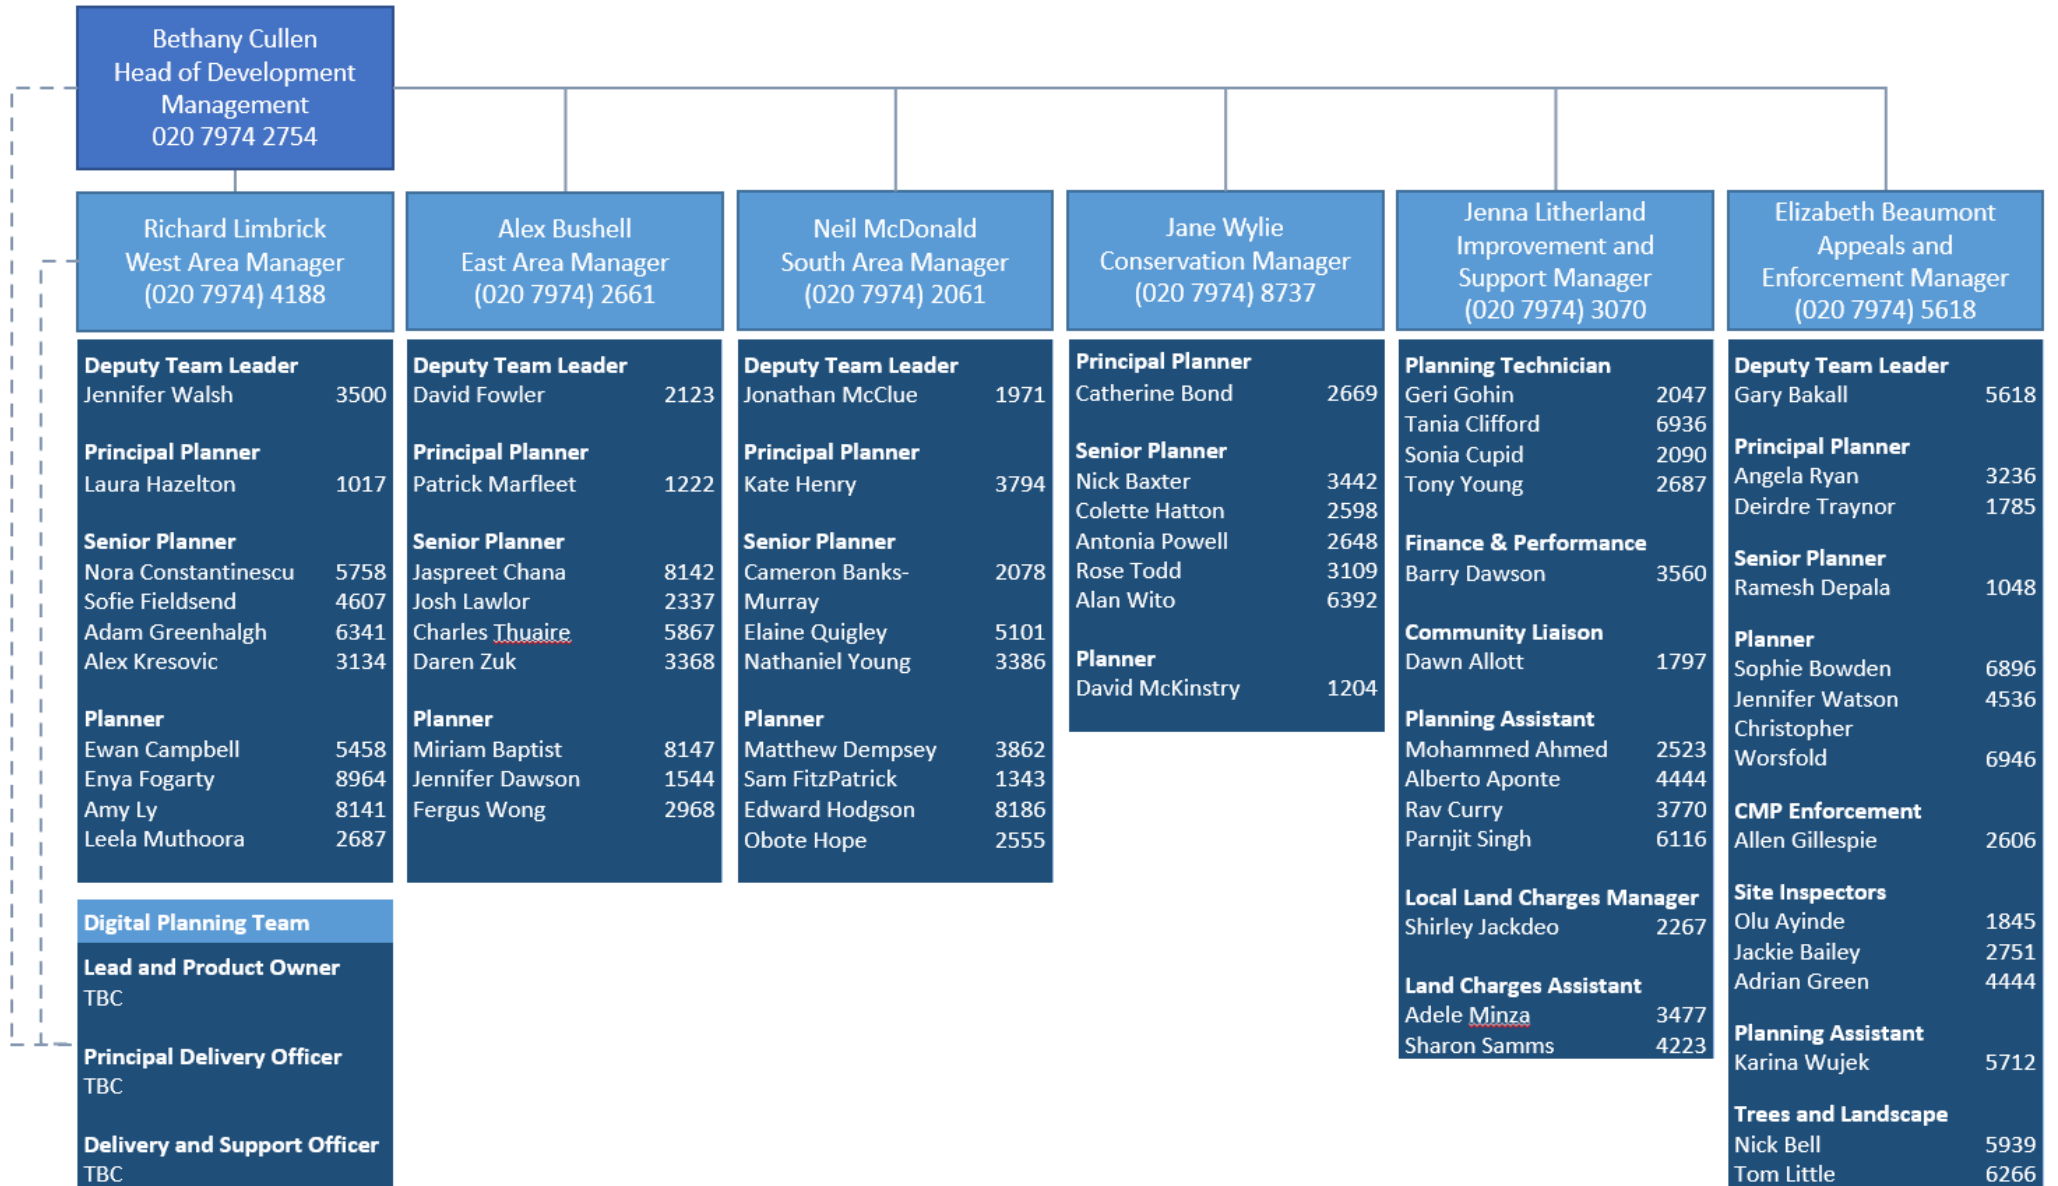 Bethany Cullen
Head of Development
Management
020 7974 2754
Richard Limbrick
West Area Manager
(020 7974) 4188
Deputy Team Leader
Jennifer Walsh 3500
Principal Planner
Laura Hazelton 1017
Senior Planner
Nora Constantinescu 5758
Sofie Fieldsend 4607
Adam Greenhalgh 6341
Alex Kresovic 3134
Planner
Ewan Campbell 5458
Enya Fogarty 8964
Amy Ly 8141
Leela Muthoora 2687
Digital Planning Team
Lead and Product Owner
TBC
Principal Delivery Officer
TBC
Delivery and Support Officer
TBC
Alex Bushell
East Area Manager
(020 7974) 2661
Deputy Team Leader
David Fowler 2123
Principal Planner
Patrick Marfleet 1222
Senior Planner
Jaspreet Chana 8142
Josh Lawlor 2337
Charles Thuaire 5867
Daren Zuk 3368
Planner
Miriam Baptist 8147
Jennifer Dawson 1544
Fergus Wong 2968
Neil McDonald
South Area Manager
(020 7974) 2061
Deputy Team Leader
Jonathan McClue 1971
Principal Planner
Kate Henry 3794
Senior Planner
Cameron Banks- 2078
Murray
Elaine Quigley 5101
Nathaniel Young 3386
Planner
Matthew Dempsey 3862
Sam FitzPatrick 1343
Edward Hodgson 8186
Obote Hope 2555
Jane Wylie
Conservation Manager
(020 7974) 8737
Principal Planner
Catherine Bond 2669
Senior Planner
Nick Baxter 3442
Colette Hatton 2598
Antonia Powell 2648
Rose Todd 3109
Alan Wito 6392
Planner
David McKinstry 1204
Jenna Litherland
Improvement and
Support Manager
(020 7974) 3070
Planning Technician
Geri Gohin 2047
Tania Clifford 6936
Sonia Cupid 2090
Tony Young 2687
Finance & Performance
Barry Dawson 3560
Community Liaison
Dawn Allott 1797
Planning Assistant
Mohammed Ahmed 2523
Alberto Aponte 4444
Rav Curry 3770
Parnjit Singh 6116
Local Land Charges Manager
Shirley Jackdeo 2267
Land Charges Assistant
Adele Minza 3477
Sharon Samms 4223
Elizabeth Beaumont
Appeals and
Enforcement Manager
(020 7974) 5618
Deputy Team Leader
Gary Bakall 5618
Principal Planner
Angela Ryan 3236
Deirdre Traynor 1785
Senior Planner
Ramesh Depala 1048
Planner
Sophie Bowden 6896
Jennifer Watson 4536
Christopher
Worsfold 6946
CMP Enforcement
Allen Gillespie 2606
Site Inspectors
Olu Ayinde 1845
Jackie Bailey 2751
Adrian Green 4444
Planning Assistant
Karina Wujek 5712
Trees and Landscape
Nick Bell 5939
Tom Little 6266